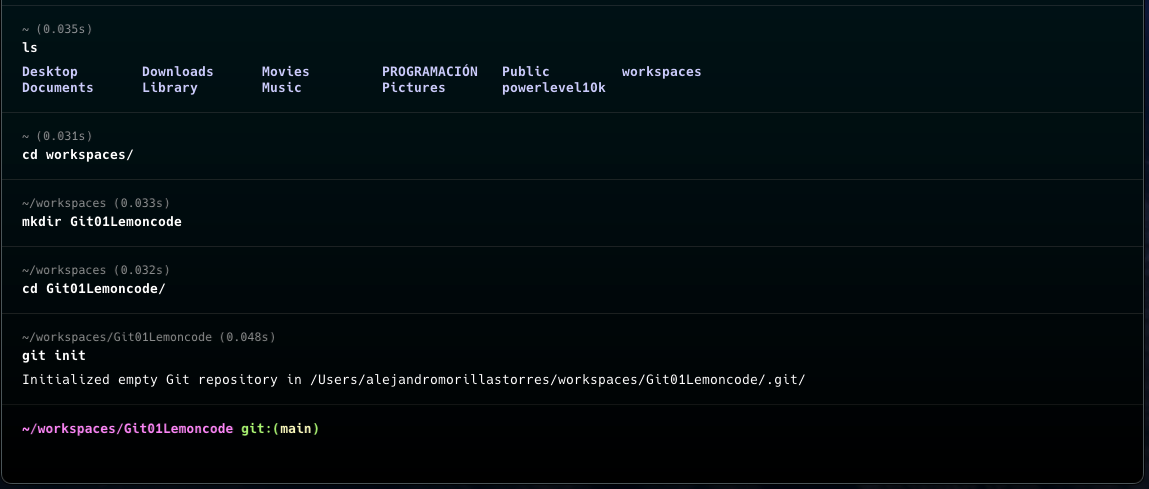 ~ (0.035s)
ls
Desktop Downloads Movies PROGRAMACIÓN Public workspaces
Documents Library Music Pictures powerlevel10k
~ (0.031s)
cd workspaces/
~/workspaces (0.033s)
mkdir Git01Lemoncode
~/workspaces (0.032s)
cd Git01Lemoncode/
~/workspaces/Git01Lemoncode (0.048s)
git init
Initialized empty Git repository in /Users/alejandromorillastorres/workspaces/Git01Lemoncode/.git/
~/workspaces/Git01Lemoncode git:(main)